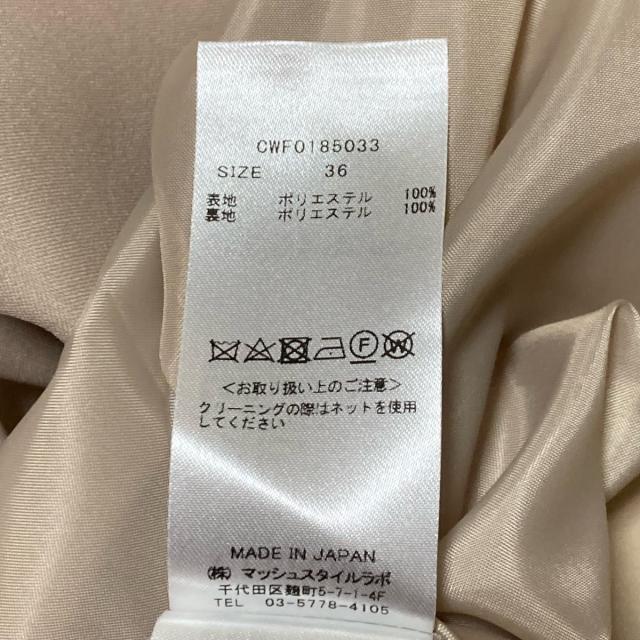 CWF0185033
SIZE 36
表地 ポリエステル 100%
裏地 ポリエステル 100%
F W
<お取り扱い上のご注意>
クリーニングの際はネットを使用
してください
MADE IN JAPAN
(株) マッシュスタイルラボ
千代田区麹町5-7-1-4F
TEL 03-5778-4105